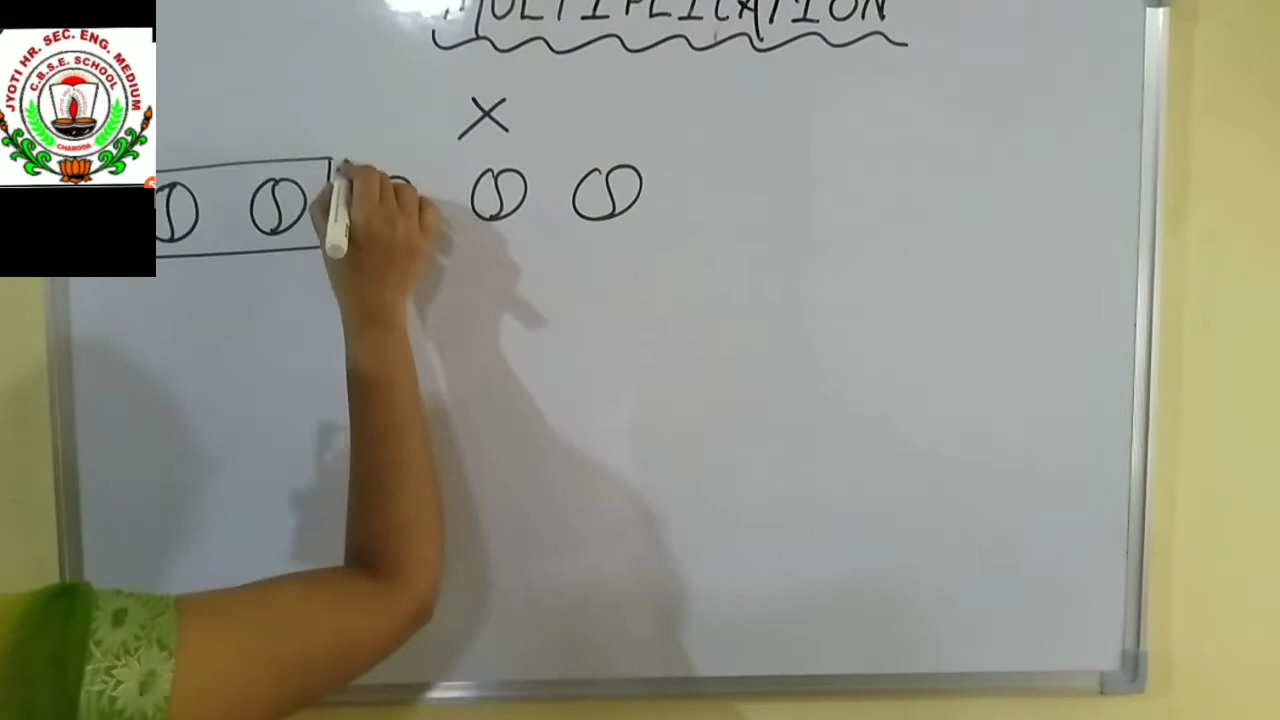 MULTIPLICATION
×
JYOTI HR. SEC. ENG. MEDIUM
C.B.S.E. SCHOOL
CHARODA